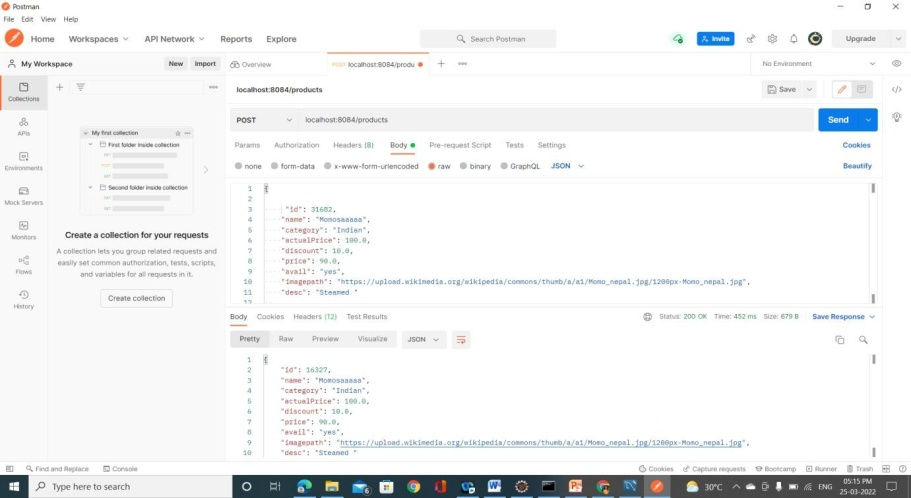 Postman
File Edit View Help
Home Workspaces API Network Reports Explore
Search Postman
Invite
Upgrade
My Workspace
New Import
Overview
POST localhost:8084/produ
No Environment
Collections
APIs
Environments
Mock Servers
Monitors
Flows
History
My first collection
First folder inside collection
Second folder inside collection
Create a collection for your requests
A collection lets you group related requests and
easily set common authorization, tests, scripts,
and variables for all requests in it.
Create collection
localhost:8084/products
Save
POST localhost:8084/products
Send
Params Authorization Headers (8) Body Pre-request Script Tests Settings
Cookies
none form-data x-www-form-urlencoded raw binary GraphQL JSON
Beautify
1 {
2
3 "id": 31682,
4 "name": "Momosaaaaa",
5 "category": "Indian",
6 "actualPrice": 100.0,
7 "discount": 10.0,
8 "price": 90.0,
9 "avail": "yes",
10 "imagepath": "https://upload.wikimedia.org/wikipedia/commons/thumb/a/a1/Momo_nepal.jpg/1200px-Momo_nepal.jpg",
11 "desc": "Steamed "
12
Body Cookies Headers (12) Test Results
Status: 200 OK Time: 452 ms Size: 679 B Save Response
Pretty Raw Preview Visualize JSON
1 {
2 "id": 16327,
3 "name": "Momosaaaaa",
4 "category": "Indian",
5 "actualPrice": 100.0,
6 "discount": 10.0,
7 "price": 90.0,
8 "avail": "yes",
9 "imagepath": "https://upload.wikimedia.org/wikipedia/commons/thumb/a/a1/Momo_nepal.jpg/1200px-Momo_nepal.jpg",
10 "desc": "Steamed "
Find and Replace Console
Cookies Capture requests Bootcamp Runner Trash
Type here to search
30°C
ENG
05:15 PM
25-03-2022